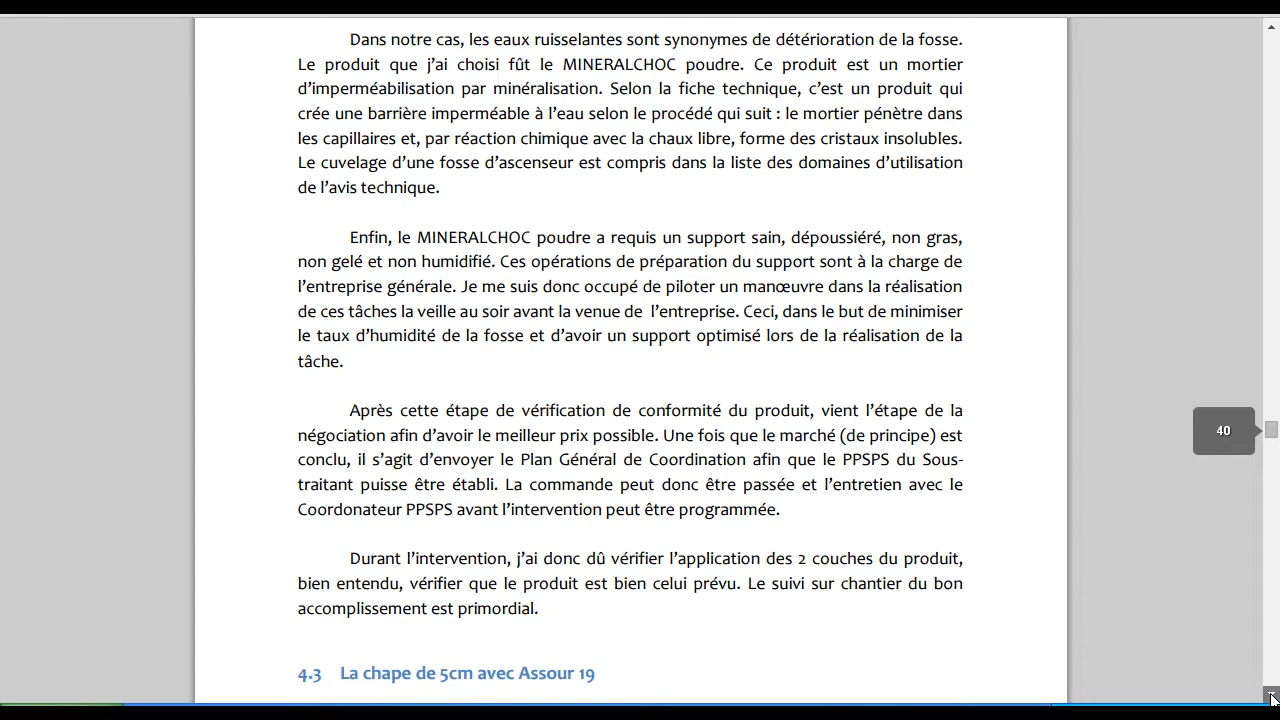 Dans notre cas, les eaux ruisselantes sont synonymes de détérioration de la fosse.
Le produit que j’ai choisi fût le MINERALCHOC poudre. Ce produit est un mortier
d’imperméabilisation par minéralisation. Selon la fiche technique, c’est un produit qui
crée une barrière imperméable à l’eau selon le procédé qui suit : le mortier pénètre dans
les capillaires et, par réaction chimique avec la chaux libre, forme des cristaux insolubles.
Le cuvelage d’une fosse d’ascenseur est compris dans la liste des domaines d’utilisation
de l’avis technique.
Enfin, le MINERALCHOC poudre a requis un support sain, dépoussiéré, non gras,
non gelé et non humidifié. Ces opérations de préparation du support sont à la charge de
l’entreprise générale. Je me suis donc occupé de piloter un manœuvre dans la réalisation
de ces tâches la veille au soir avant la venue de  l’entreprise. Ceci, dans le but de minimiser
le taux d’humidité de la fosse et d’avoir un support optimisé lors de la réalisation de la
tâche.
Après cette étape de vérification de conformité du produit, vient l’étape de la
négociation afin d’avoir le meilleur prix possible. Une fois que le marché (de principe) est
conclu, il s’agit d’envoyer le Plan Général de Coordination afin que le PPSPS du Sous-
traitant puisse être établi. La commande peut donc être passée et l’entretien avec le
Coordonateur PPSPS avant l’intervention peut être programmée.
Durant l’intervention, j’ai donc dû vérifier l’application des 2 couches du produit,
bien entendu, vérifier que le produit est bien celui prévu. Le suivi sur chantier du bon
accomplissement est primordial.
4.3 La chape de 5cm avec Assour 19
40